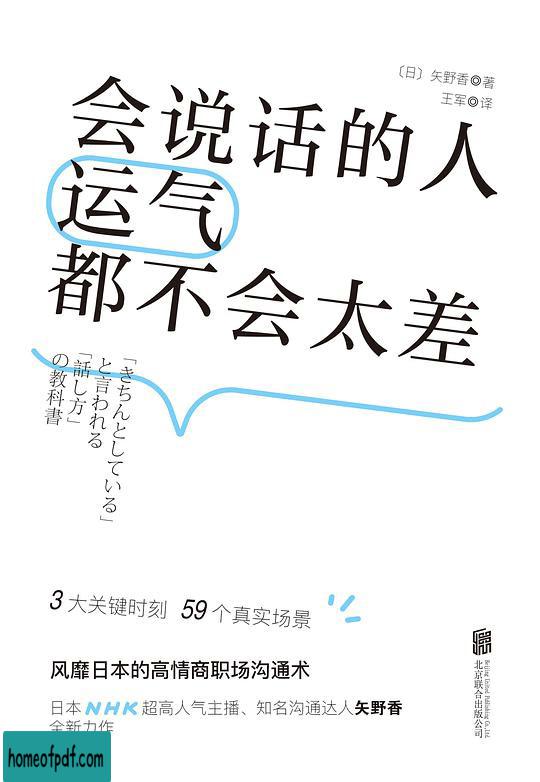 〔日〕矢野香◎著
王军◎译
会说话的人
运气
都不会太差
「きちんとしている」
と言われる
「話し方」
の教科書
3大关键时刻 59个真实场景
风靡日本的高情商职场沟通术
日本NHK超高人气主播、知名沟通达人矢野香
全新力作
北京联合出版公司
Beijing United Publishing Co.,Ltd.
homeofpdf.com